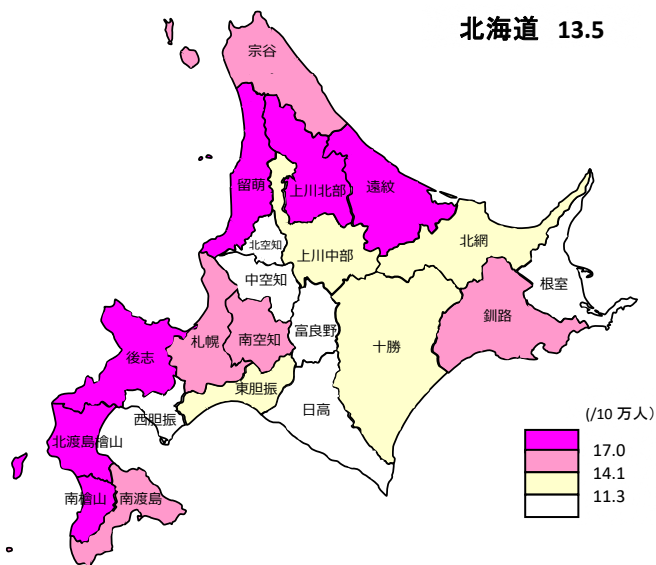 北海道 13.5
宗谷
留萌
上川北部
遠紋
北空知
上川中部
北網
中空知
根室
札幌
南空知
富良野
釧路
後志
十勝
東胆振
西胆振
日高
北渡島檜山
南檜山
南渡島
(/10 万人)
17.0
14.1
11.3